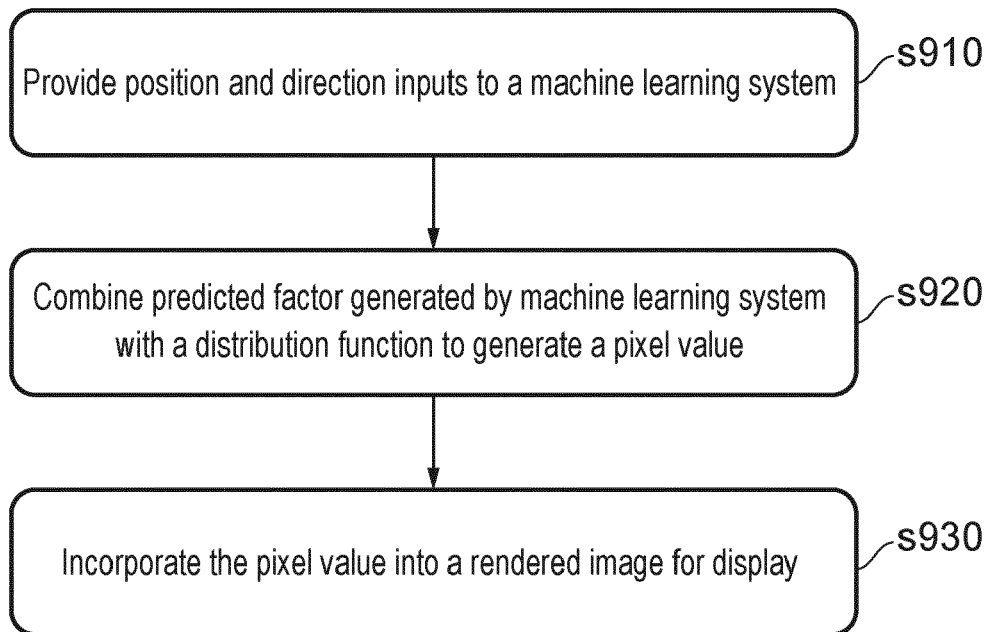 Provide position and direction inputs to a machine learning system
s910
Combine predicted factor generated by machine learning system
with a distribution function to generate a pixel value
s920
Incorporate the pixel value into a rendered image for display
s930